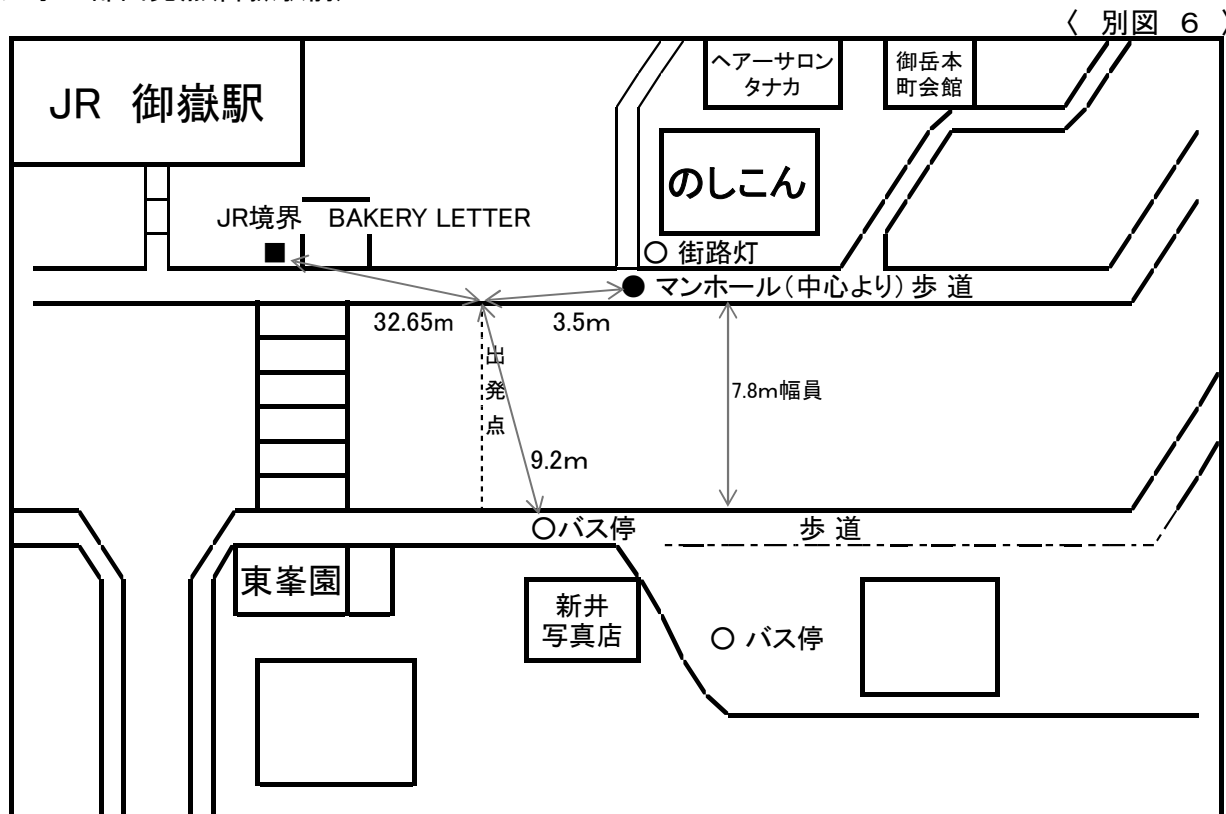 〈 別図 6 〉
JR 御嶽駅
ヘアーサロン
タナカ
御岳本
町会館
のしこん
JR境界
BAKERY LETTER
街路灯
マンホール(中心より)
歩道
32.65m
3.5m
出発点
7.8m幅員
9.2m
バス停
歩道
東峯園
新井
写真店
バス停